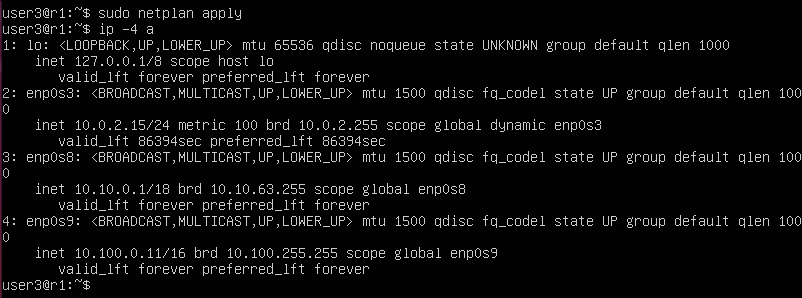 user3@r1:~$ sudo netplan apply
user3@r1:~$ ip -4 a
1: lo: <LOOPBACK,UP,LOWER_UP> mtu 65536 qdisc noqueue state UNKNOWN group default qlen 1000
    inet 127.0.0.1/8 scope host lo
       valid_lft forever preferred_lft forever
2: enp0s3: <BROADCAST,MULTICAST,UP,LOWER_UP> mtu 1500 qdisc fq_codel state UP group default qlen 100
0
    inet 10.0.2.15/24 metric 100 brd 10.0.2.255 scope global dynamic enp0s3
       valid_lft 86394sec preferred_lft 86394sec
3: enp0s8: <BROADCAST,MULTICAST,UP,LOWER_UP> mtu 1500 qdisc fq_codel state UP group default qlen 100
0
    inet 10.10.0.1/18 brd 10.10.63.255 scope global enp0s8
       valid_lft forever preferred_lft forever
4: enp0s9: <BROADCAST,MULTICAST,UP,LOWER_UP> mtu 1500 qdisc fq_codel state UP group default qlen 100
0
    inet 10.100.0.11/16 brd 10.100.255.255 scope global enp0s9
       valid_lft forever preferred_lft forever
user3@r1:~$